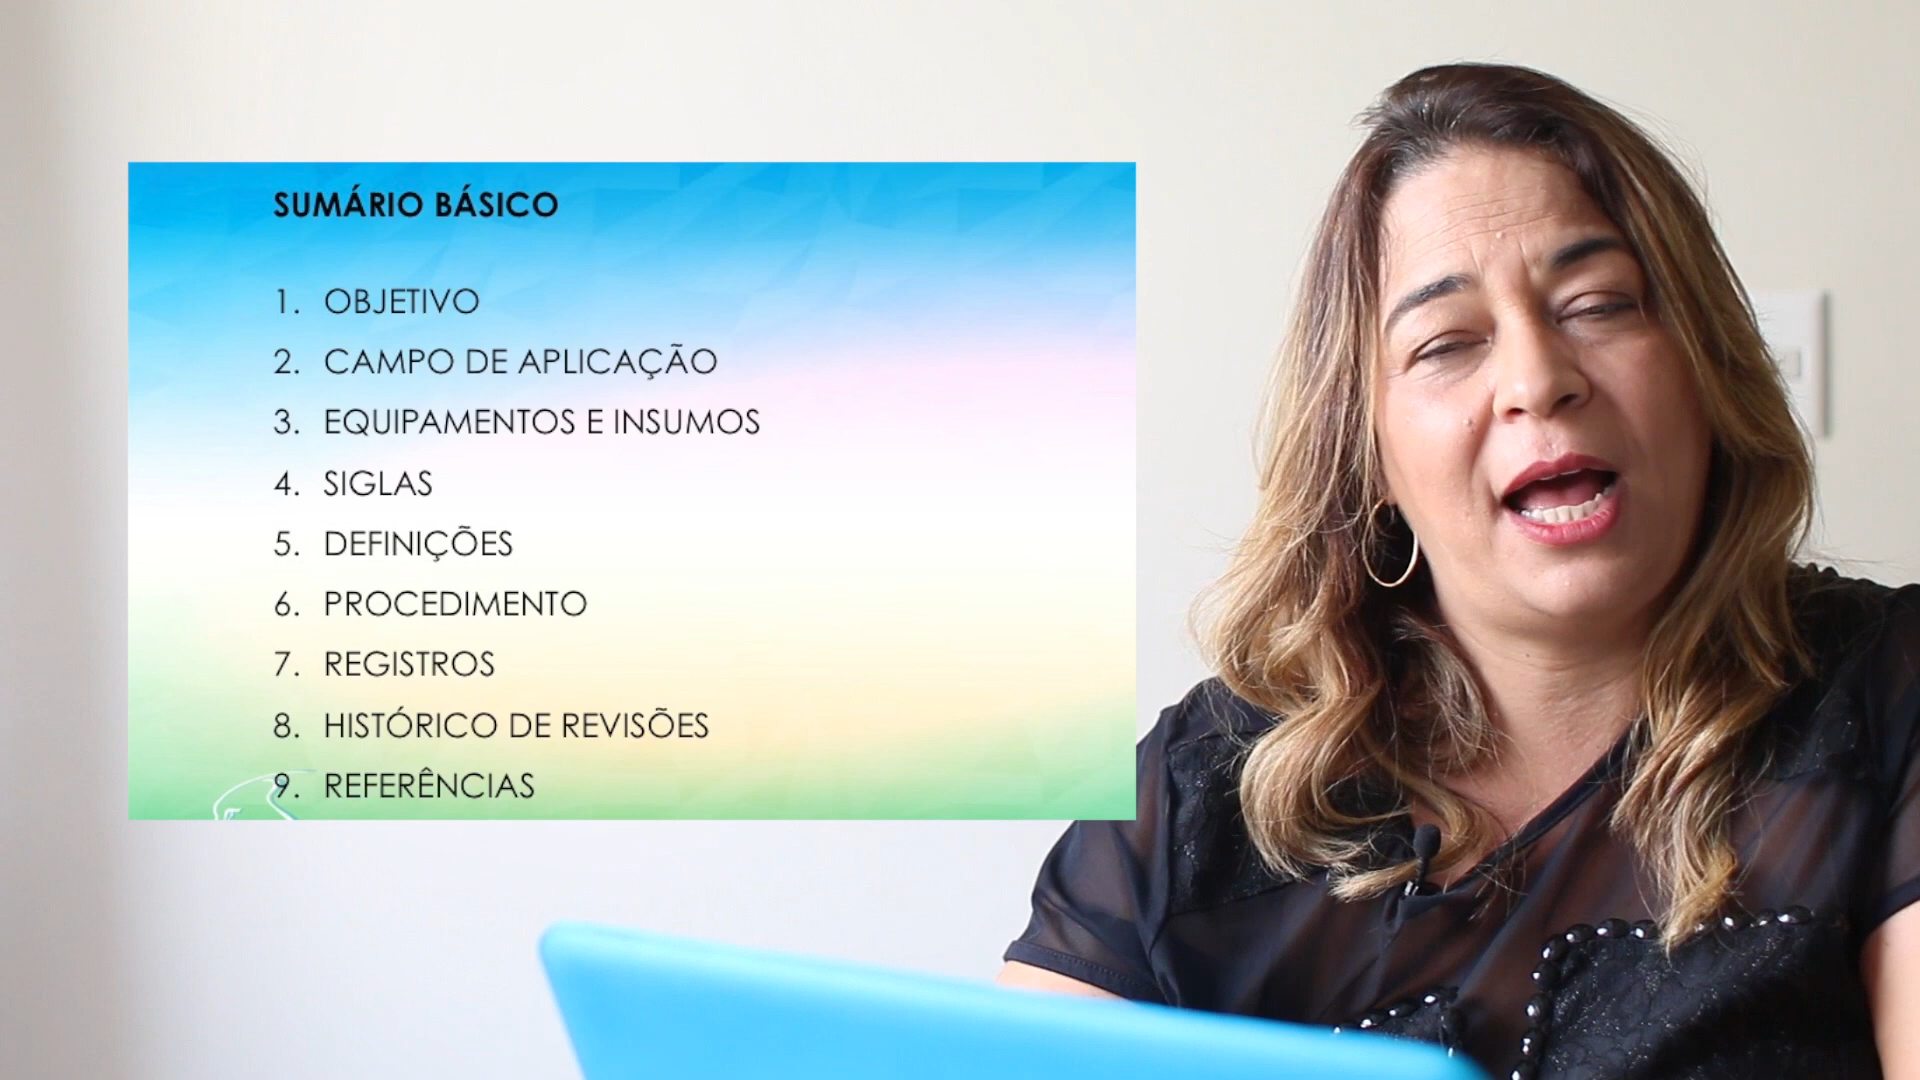 SUMÁRIO BÁSICO
1. OBJETIVO
2. CAMPO DE APLICAÇÃO
3. EQUIPAMENTOS E INSUMOS
4. SIGLAS
5. DEFINIÇÕES
6. PROCEDIMENTO
7. REGISTROS
8. HISTÓRICO DE REVISÕES
9. REFERÊNCIAS